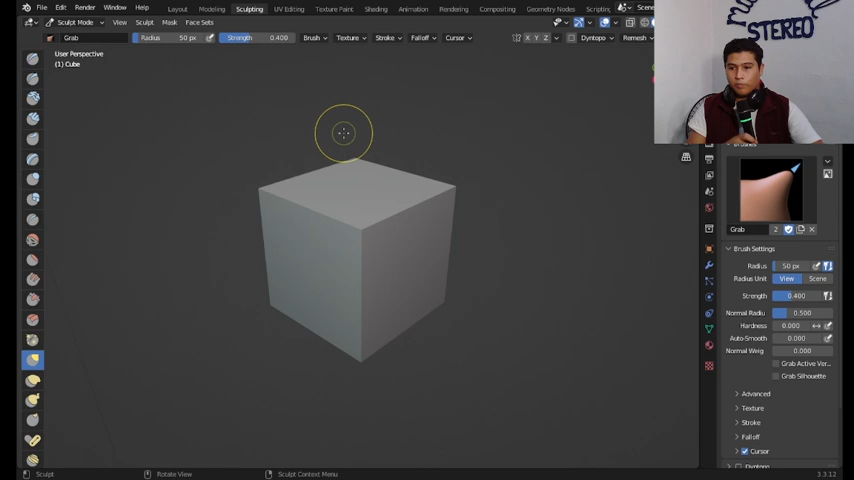 File Edit Render Window Help Layout Modeling Sculpting UV Editing Texture Paint Shading Animation Rendering Compositing Geometry Nodes Scripting
Sculpt Mode View Sculpt Mask Face Sets
Grab Radius 50 px Strength 0.400 Brush Texture Stroke Falloff Cursor X Y Z Dyntopo Remesh
STEREO
User Perspective
(1) Cube
Brushes
Grab 2
Brush Settings
Radius 50 px
Radius Unit View Scene
Strength 0.400
Normal Radiu 0.500
Hardness 0.000
Auto-Smooth 0.000
Normal Weig 0.000
Grab Active Ver...
Grab Silhouette
Advanced
Texture
Stroke
Falloff
Cursor
Dyntopo
Sculpt Rotate View Sculpt Context Menu 3.3.12